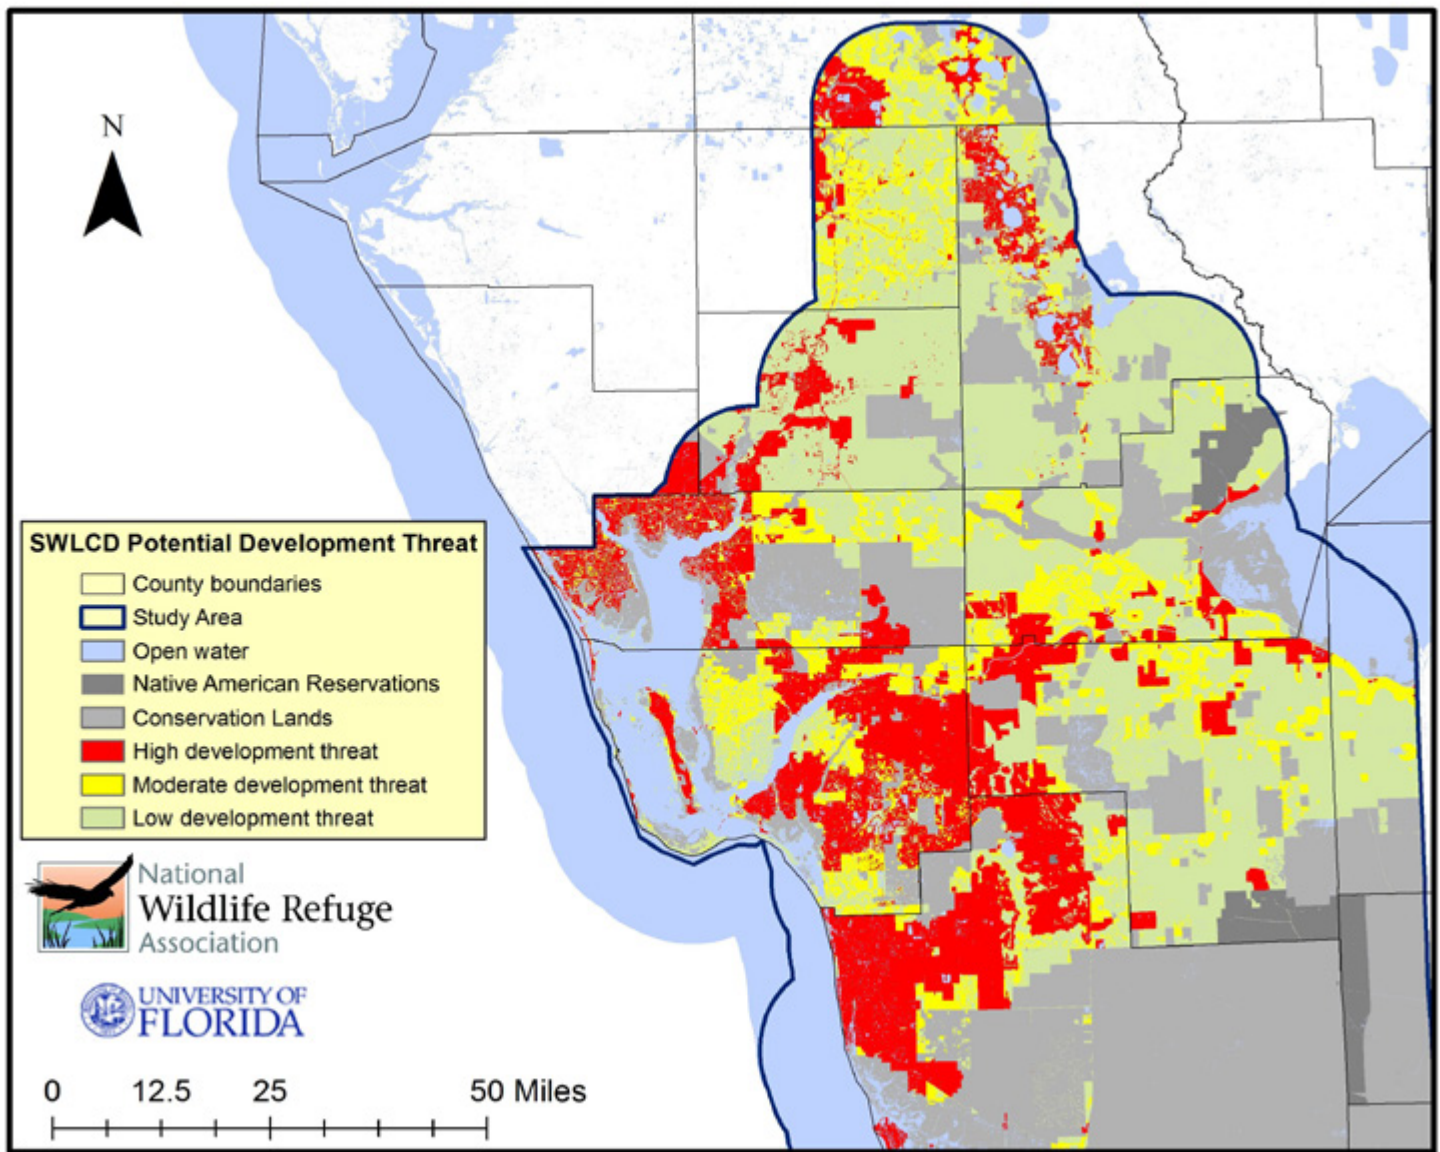 N
SWLCD Potential Development Threat
County boundaries
Study Area
Open water
Native American Reservations
Conservation Lands
High development threat
Moderate development threat
Low development threat
National
Wildlife Refuge
Association
UNIVERSITY OF
FLORIDA
0 12.5 25 50 Miles